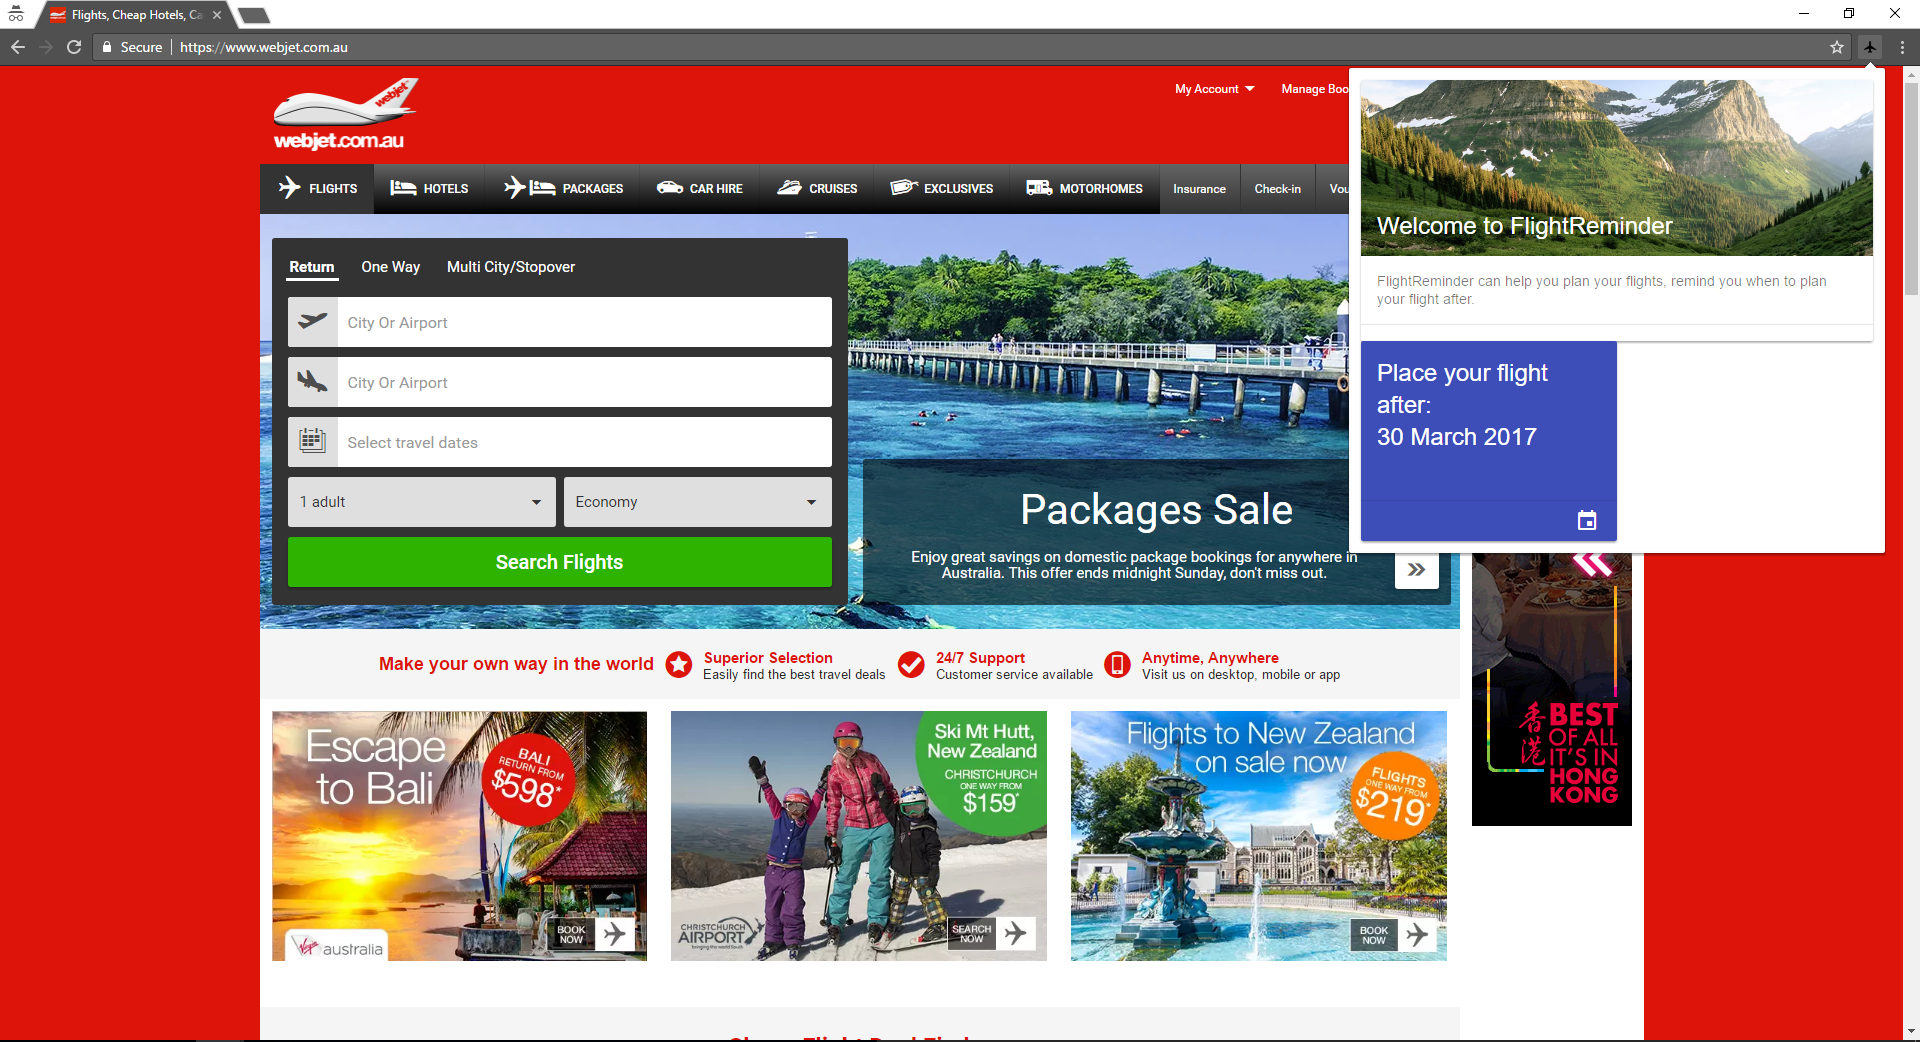 Flights, Cheap Hotels, Ca
Secure
https://www.webjet.com.au
webjet
webjet.com.au
My Account
Manage Boo
FLIGHTS
HOTELS
PACKAGES
CAR HIRE
CRUISES
EXCLUSIVES
MOTORHOMES
Insurance
Check-in
Vou
Welcome to FlightReminder
FlightReminder can help you plan your flights, remind you when to plan
your flight after.
Place your flight
after:
30 March 2017
Return
One Way
Multi City/Stopover
City Or Airport
City Or Airport
Select travel dates
1 adult
Economy
Search Flights
Packages Sale
Enjoy great savings on domestic package bookings for anywhere in
Australia. This offer ends midnight Sunday, don't miss out.
Make your own way in the world
Superior Selection
Easily find the best travel deals
24/7 Support
Customer service available
Anytime, Anywhere
Visit us on desktop, mobile or app
Escape
to Bali
BALI
RETURN FROM
$598*
BOOK
NOW
Virgin australia
Ski Mt Hutt,
New Zealand
CHRISTCHURCH
ONE WAY FROM
$159*
CHRISTCHURCH
AIRPORT
bringing the world south
SEARCH
NOW
Flights to New Zealand
on sale now
FLIGHTS
ONE WAY FROM
$219*
BOOK
NOW
香港
BEST
OF ALL
IT'S IN
HONG
KONG